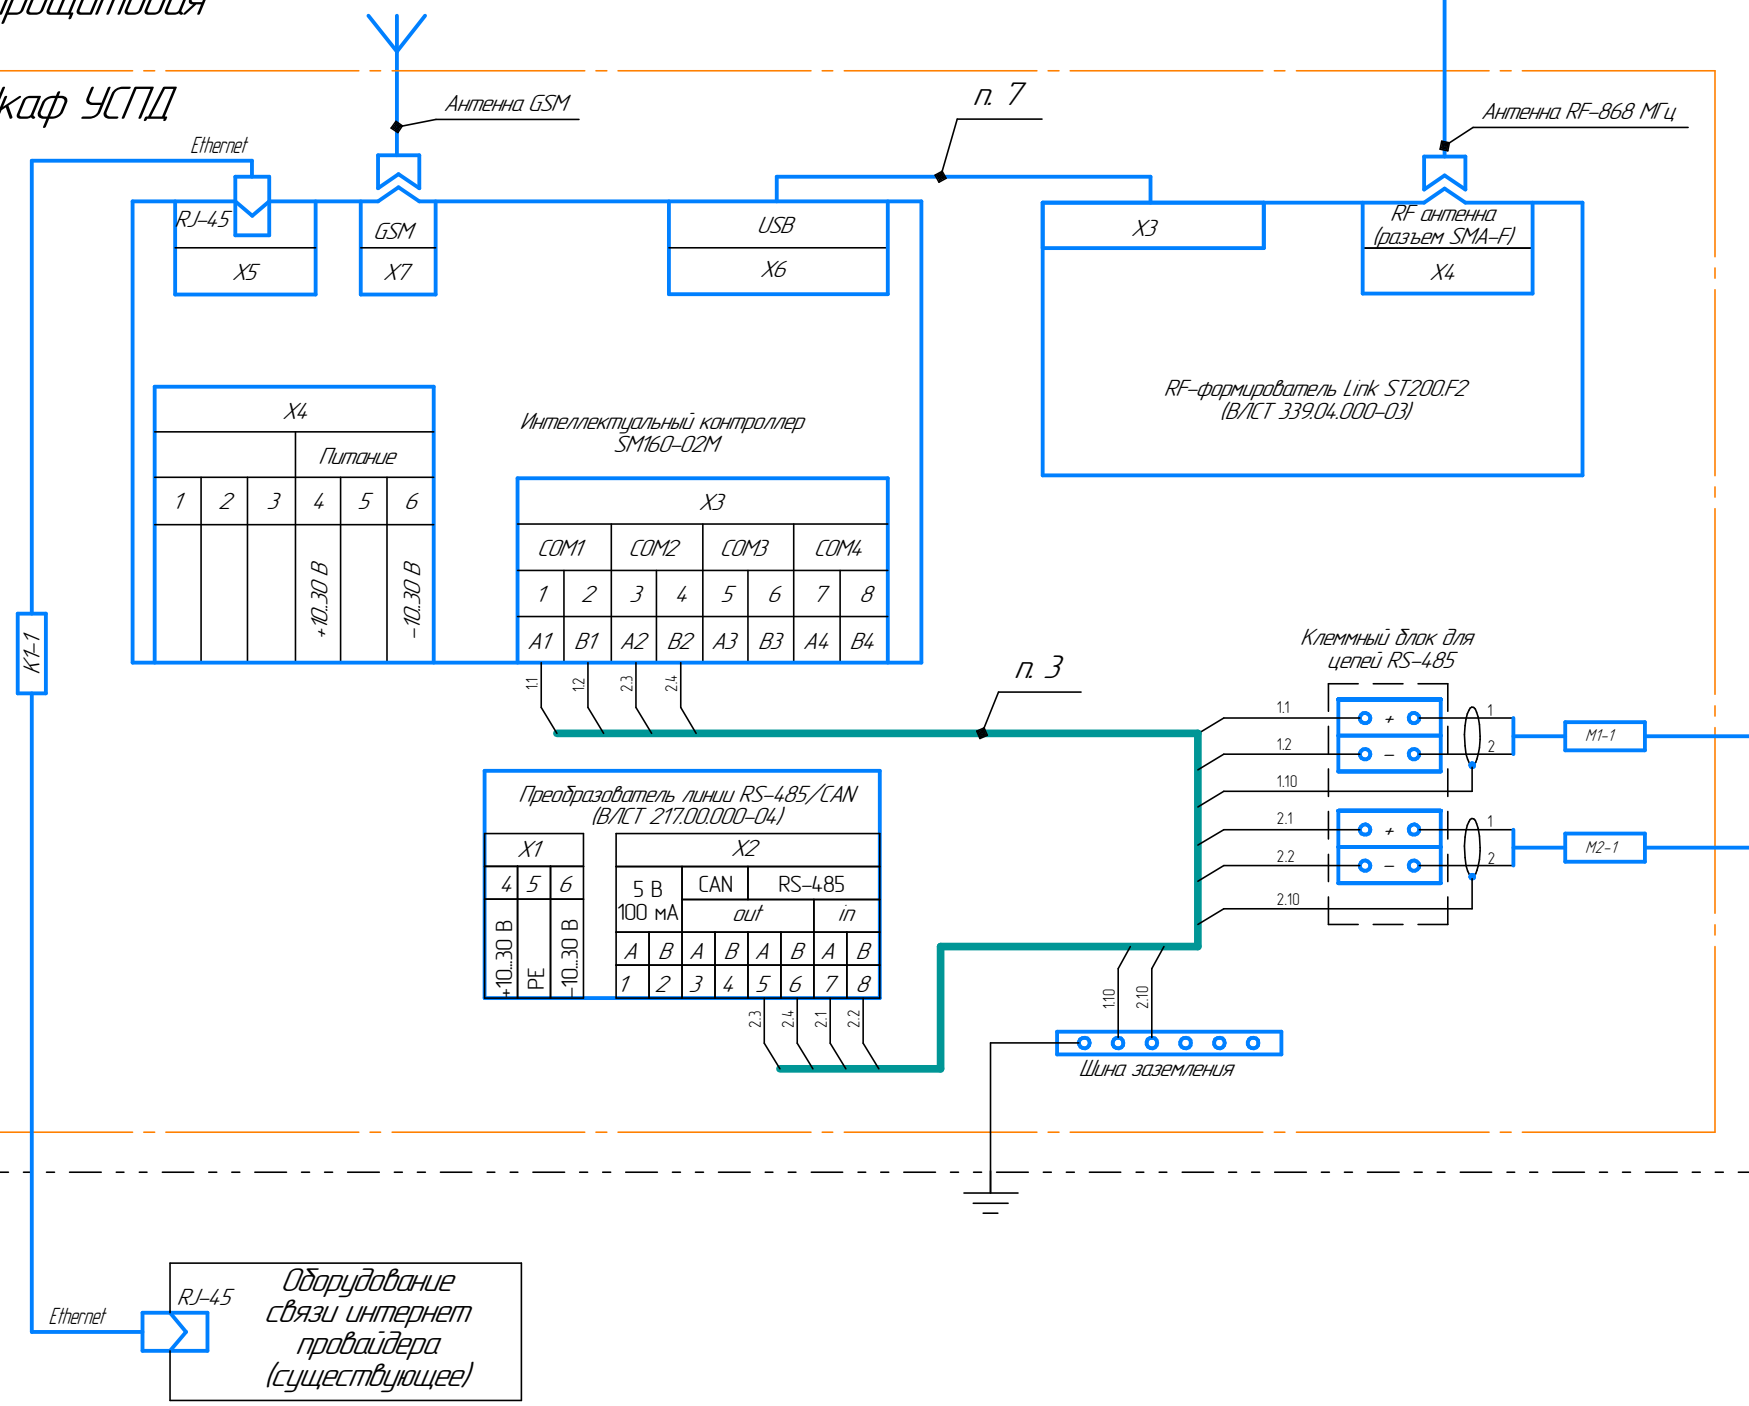 Шкаф УСПД
Антенна GSM
п. 7
Антенна RF-868 МГц
Ethernet
RJ-45
X5
GSM
X7
USB
X6
X3
RF антенна
(разъем SMA-F)
X4
RF-формирователь Link ST200.F2
(ВЛСТ 339.04.000-03)
Интеллектуальный контроллер
SM160-02M
X4
Питание
1 2 3 4 5 6
+10..30 В
-10..30 В
X3
COM1 COM2 COM3 COM4
1 2 3 4 5 6 7 8
A1 B1 A2 B2 A3 B3 A4 B4
1.1 1.2 2.3 2.4
К1-1
п. 3
Клеммный блок для
цепей RS-485
1.1 + 1
1.2 - 2
1.10
М1-1
2.1 + 1
2.2 - 2
2.10
М2-1
Преобразователь линии RS-485/CAN
(ВЛСТ 217.00.000-04)
X1
4 5 6
+10...30 В
PE
-10...30 В
X2
5 В
100 мА
CAN RS-485
out in
A B A B A B A B
1 2 3 4 5 6 7 8
2.3 2.4 2.1 2.2
1.10 2.10
Шина заземления
Ethernet
RJ-45
Оборудование
связи интернет
провайдера
(существующее)